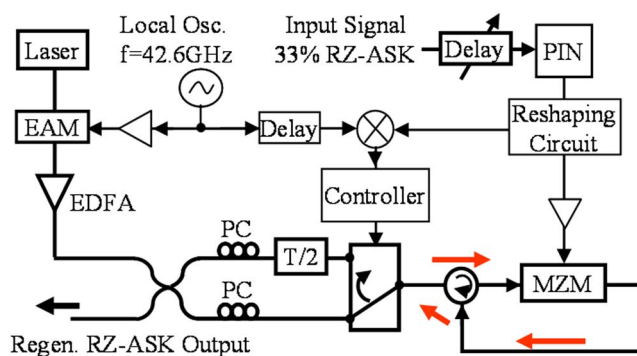 Local Osc.
f=42.6GHz
Input Signal
33% RZ-ASK
Laser
Delay
PIN
EAM
Delay
Reshaping
Circuit
EDFA
Controller
PC
T/2
PC
MZM
Regen. RZ-ASK Output